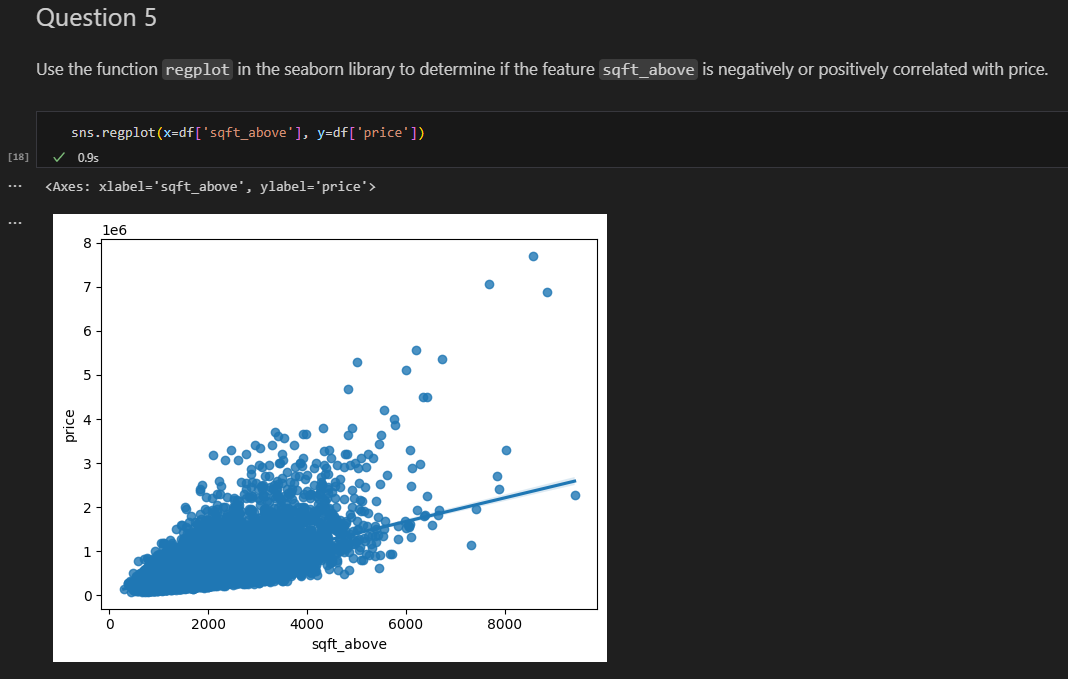 Question 5
Use the function regplot in the seaborn library to determine if the feature sqft_above is negatively or positively correlated with price.
sns.regplot(x=df['sqft_above'], y=df['price'])
[18]
0.9s
...
<Axes: xlabel='sqft_above', ylabel='price'>
...
1e6
8
7
6
5
4
3
2
1
0
price
0 2000 4000 6000 8000
sqft_above